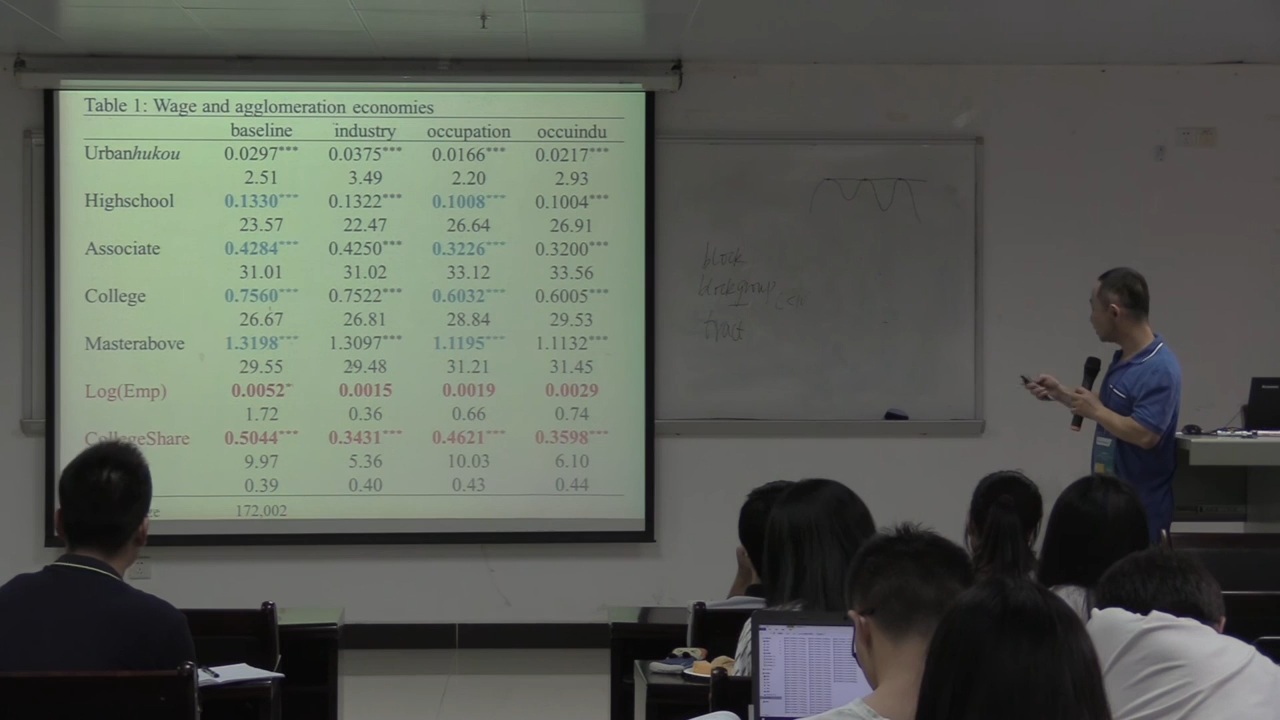 Table 1: Wage and agglomeration economies
baseline industry occupation occuindu
Urbanhukou 0.0297*** 0.0375*** 0.0166*** 0.0217***
2.51 3.49 2.20 2.93
Highschool 0.1330*** 0.1322*** 0.1008*** 0.1004***
23.57 22.47 26.64 26.91
Associate 0.4284*** 0.4250*** 0.3226*** 0.3200***
31.01 31.02 33.12 33.56
College 0.7560*** 0.7522*** 0.6032*** 0.6005***
26.67 26.81 28.84 29.53
Masterabove 1.3198*** 1.3097*** 1.1195*** 1.1132***
29.55 29.48 31.21 31.45
Log(Emp) 0.0052* 0.0015 0.0019 0.0029
1.72 0.36 0.66 0.74
CollegeShare 0.5044*** 0.3431*** 0.4621*** 0.3598***
9.97 5.36 10.03 6.10
0.39 0.40 0.43 0.44
172,002
block
blockgroup
tract